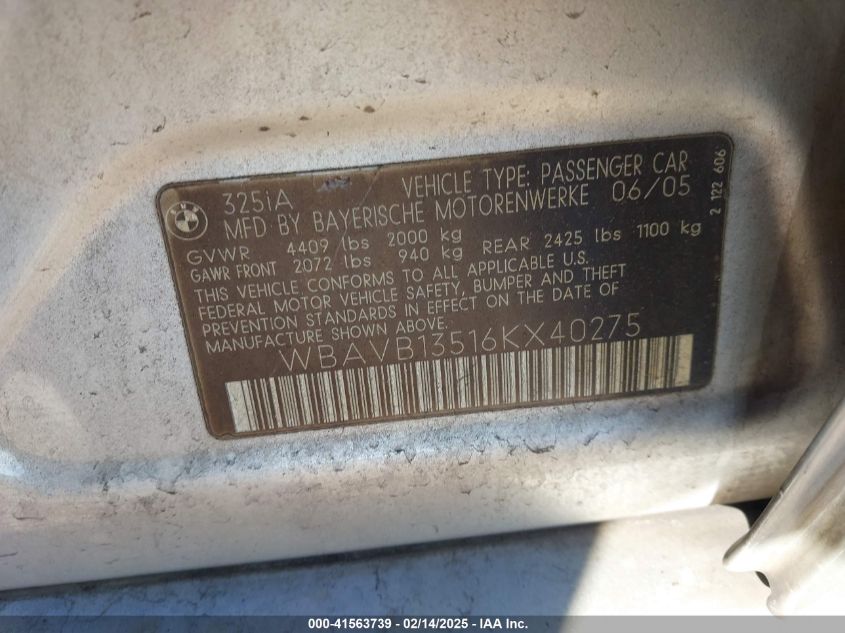 BMW
325iA VEHICLE TYPE: PASSENGER CAR
MFD BY BAYERISCHE MOTORENWERKE 06/05
GVWR 4409 lbs 2000 kg
GAWR FRONT 2072 lbs 940 kg REAR 2425 lbs 1100 kg
THIS VEHICLE CONFORMS TO ALL APPLICABLE U.S.
FEDERAL MOTOR VEHICLE SAFETY, BUMPER AND THEFT
PREVENTION STANDARDS IN EFFECT ON THE DATE OF
MANUFACTURE SHOWN ABOVE.
WBAVB13516KX40275
2 122 606
000-41563739 - 02/14/2025 - IAA Inc.